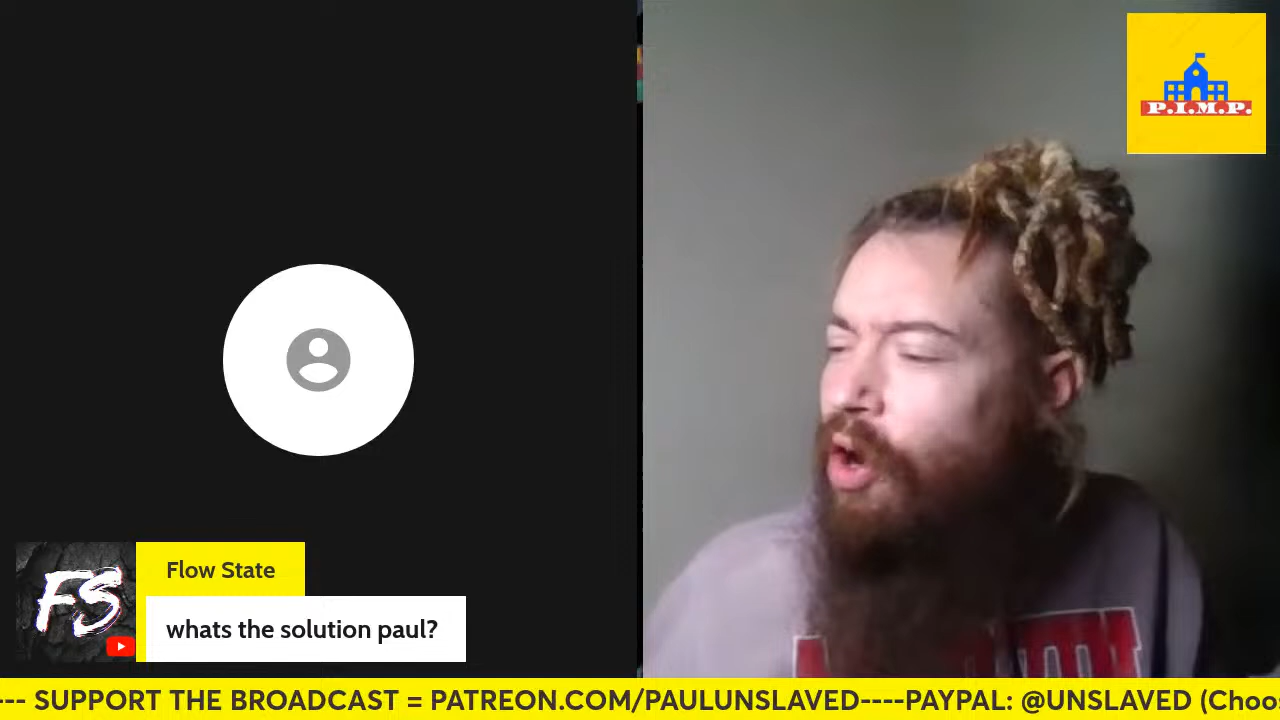 P.I.M.P.
FS
Flow State
whats the solution paul?
--- SUPPORT THE BROADCAST = PATREON.COM/PAULUNSLAVED----PAYPAL: @UNSLAVED (Choo